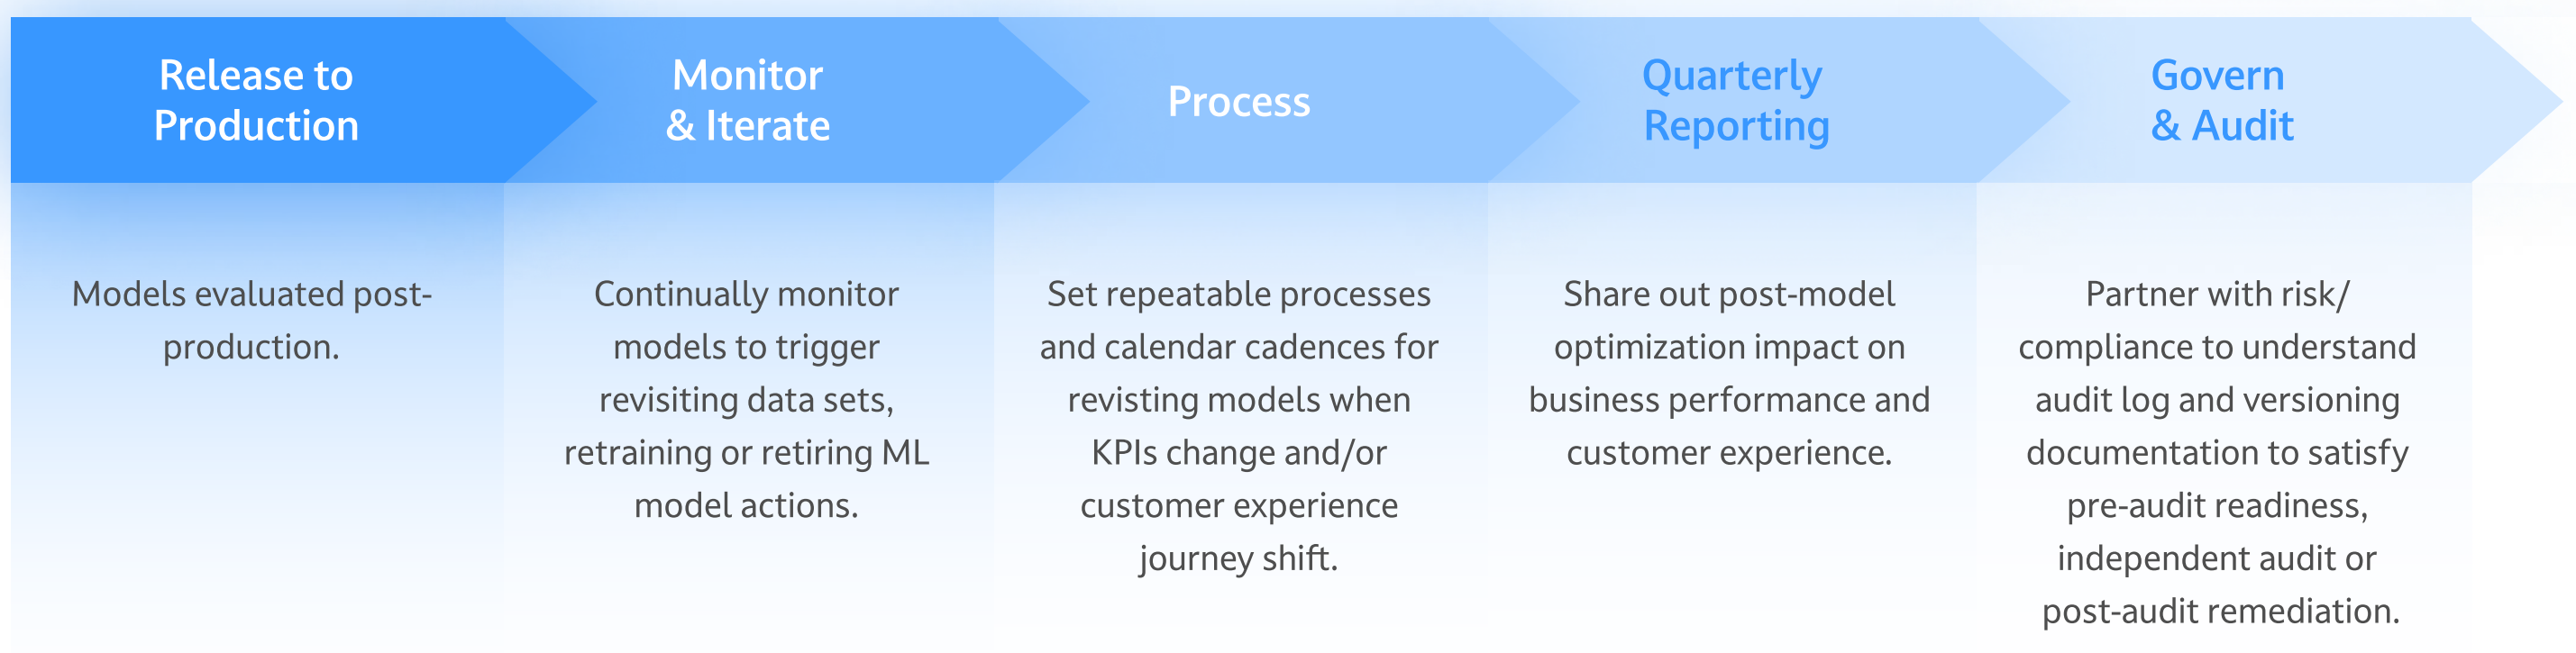 Release to
Production
Monitor
& Iterate
Process
Quarterly
Reporting
Govern
& Audit
Models evaluated post-
production.
Continually monitor
models to trigger
revisiting data sets,
retraining or retiring ML
model actions.
Set repeatable processes
and calendar cadences for
revisting models when
KPIs change and/or
customer experience
journey shift.
Share out post-model
optimization impact on
business performance and
customer experience.
Partner with risk/
compliance to understand
audit log and versioning
documentation to satisfy
pre-audit readiness,
independent audit or
post-audit remediation.